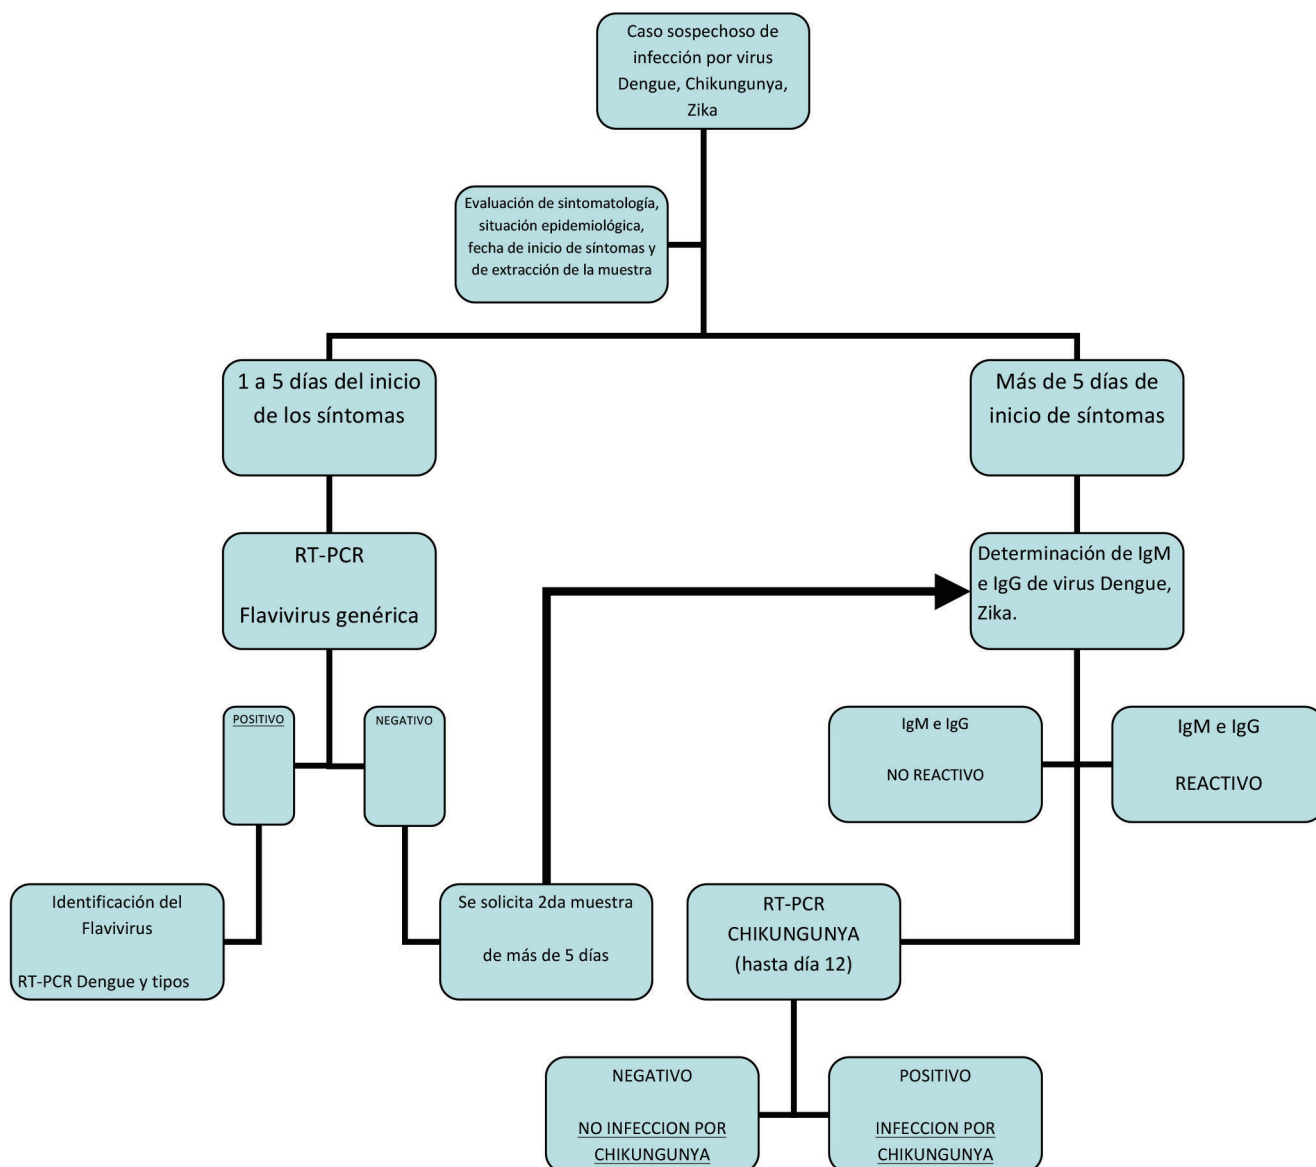 Caso sospechoso de
infección por virus
Dengue, Chikungunya,
Zika
Evaluación de sintomatología,
situación epidemiológica,
fecha de inicio de síntomas y
de extracción de la muestra
1 a 5 días del inicio
de los síntomas
Más de 5 días de
inicio de síntomas
RT-PCR
Flavivirus genérica
Determinación de IgM
e IgG de virus Dengue,
Zika.
POSITIVO
NEGATIVO
IgM e IgG
NO REACTIVO
IgM e IgG
REACTIVO
Identificación del
Flavivirus
RT-PCR Dengue y tipos
Se solicita 2da muestra
de más de 5 días
RT-PCR
CHIKUNGUNYA
(hasta día 12)
NEGATIVO
NO INFECCION POR
CHIKUNGUNYA
POSITIVO
INFECCION POR
CHIKUNGUNYA